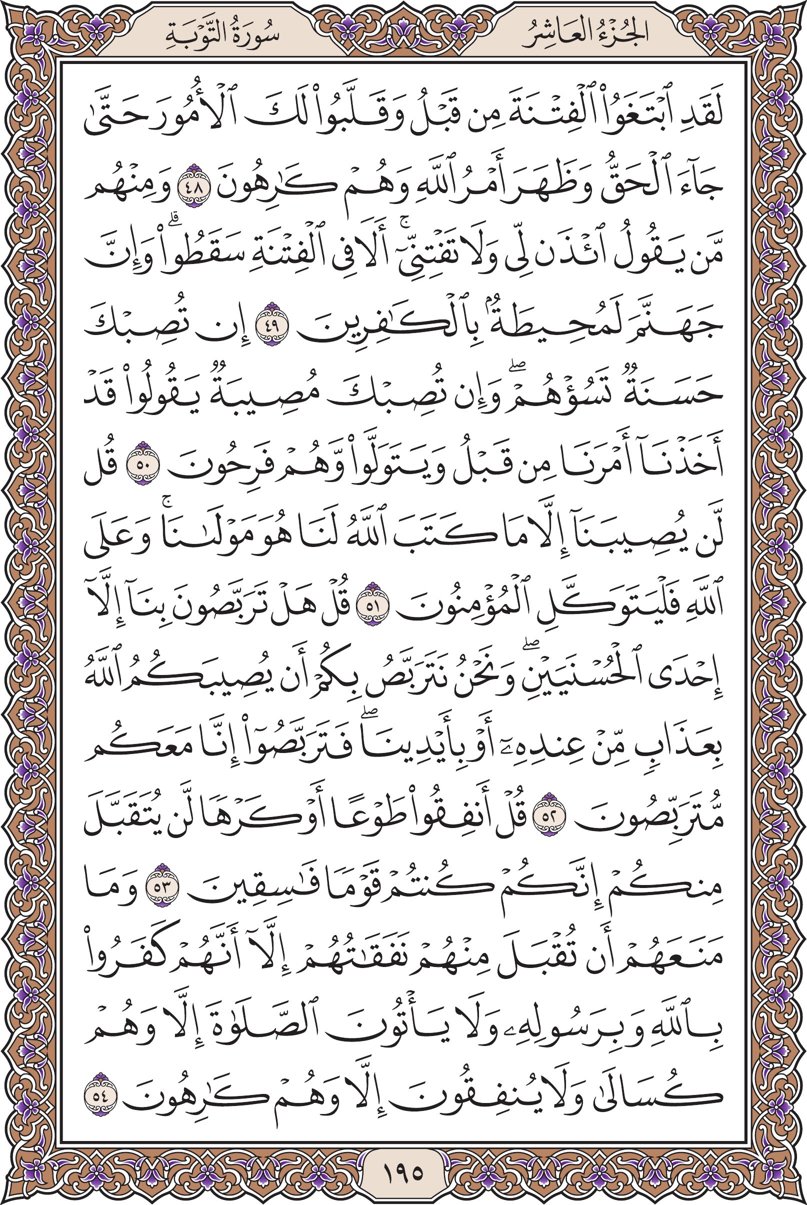 الجُزْءُ العَاشِرُ
سُورَةُ التَّوْبَةِ
لَقَدِ ٱبْتَغَوُاْ ٱلْفِتْنَةَ مِن قَبْلُ وَقَلَّبُواْ لَكَ ٱلْأُمُورَ حَتَّىٰ
جَآءَ ٱلْحَقُّ وَظَهَرَ أَمْرُ ٱللَّهِ وَهُمْ كَٰرِهُونَ ٤٨ وَمِنْهُم
مَّن يَقُولُ ٱئْذَن لِّى وَلَا تَفْتِنِّىٓۚ أَلَا فِى ٱلْفِتْنَةِ سَقَطُواْۗ وَإِنَّ
جَهَنَّمَ لَمُحِيطَةٌۢ بِٱلْكَٰفِرِينَ ٤٩ إِن تُصِبْكَ
حَسَنَةٌ تَسُؤْهُمْۖ وَإِن تُصِبْكَ مُصِيبَةٌ يَقُولُواْ قَدْ
أَخَذْنَآ أَمْرَنَا مِن قَبْلُ وَيَتَوَلَّواْ وَّهُمْ فَرِحُونَ ٥٠ قُل
لَّن يُصِيبَنَآ إِلَّا مَا كَتَبَ ٱللَّهُ لَنَا هُوَ مَوْلَىٰنَاۚ وَعَلَى
ٱللَّهِ فَلْيَتَوَكَّلِ ٱلْمُؤْمِنُونَ ٥١ قُلْ هَلْ تَرَبَّصُونَ بِنَآ إِلَّآ
إِحْدَى ٱلْحُسْنَيَيْنِۖ وَنَحْنُ نَتَرَبَّصُ بِكُمْ أَن يُصِيبَكُمُ ٱللَّهُ
بِعَذَابٍ مِّنْ عِندِهِۦٓ أَوْ بِأَيْدِينَاۖ فَتَرَبَّصُوٓاْ إِنَّا مَعَكُم
مُّتَرَبِّصُونَ ٥٢ قُلْ أَنفِقُواْ طَوْعًا أَوْ كَرْهًا لَّن يُتَقَبَّلَ
مِنكُمْ إِنَّكُمْ كُنتُمْ قَوْمًا فَٰسِقِينَ ٥٣ وَمَا
مَنَعَهُمْ أَن تُقْبَلَ مِنْهُمْ نَفَقَٰتُهُمْ إِلَّآ أَنَّهُمْ كَفَرُواْ
بِٱللَّهِ وَبِرَسُولِهِۦ وَلَا يَأْتُونَ ٱلصَّلَوٰةَ إِلَّا وَهُمْ
كُسَالَىٰ وَلَا يُنفِقُونَ إِلَّا وَهُمْ كَٰرِهُونَ ٥٤
١٩٥